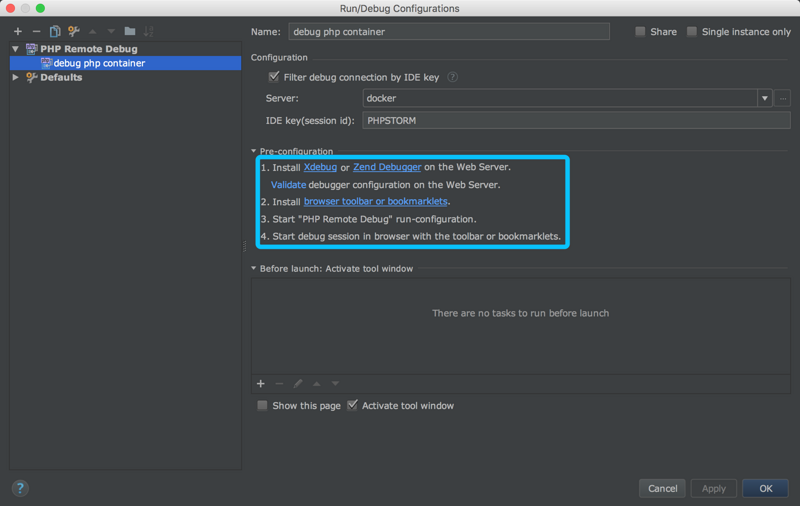 Run/Debug Configurations
Name: debug php container Share Single instance only
PHP Remote Debug
debug php container
Defaults
Configuration
Filter debug connection by IDE key ?
Server: docker ...
IDE key(session id): PHPSTORM
Pre-configuration
1. Install Xdebug or Zend Debugger on the Web Server.
Validate debugger configuration on the Web Server.
2. Install browser toolbar or bookmarklets.
3. Start "PHP Remote Debug" run-configuration.
4. Start debug session in browser with the toolbar or bookmarklets.
Before launch: Activate tool window
There are no tasks to run before launch
Show this page Activate tool window
? Cancel Apply OK